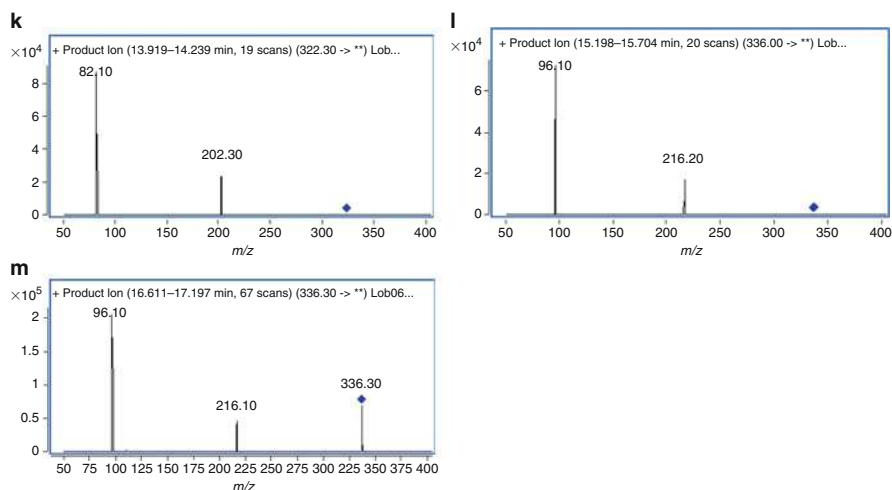 k
+ Product Ion (13.919–14.239 min, 19 scans) (322.30 -> **) Lob...
×10⁴
82.10
8
6
4
202.30
2
0
50 100 150 200 250 300 350 400
m/z
l
+ Product Ion (15.198–15.704 min, 20 scans) (336.00 -> **) Lob...
×10⁴
96.10
6
4
216.20
2
0
50 100 150 200 250 300 350 400
m/z
m
+ Product Ion (16.611–17.197 min, 67 scans) (336.30 -> **) Lob06...
×10⁵
96.10
2
1.5
1
336.30
216.10
0.5
0
50 75 100 125 150 175 200 225 250 275 300 325 350 375 400
m/z